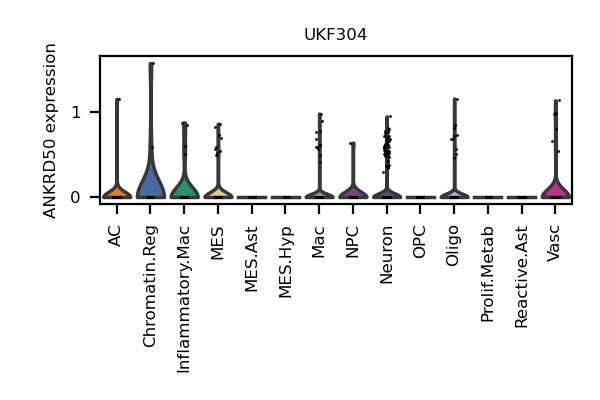 UKF304
ANKRD50 expression
1
0
AC
Chromatin.Reg
Inflammatory.Mac
MES
MES.Ast
MES.Hyp
Mac
NPC
Neuron
OPC
Oligo
Prolif.Metab
Reactive.Ast
Vasc